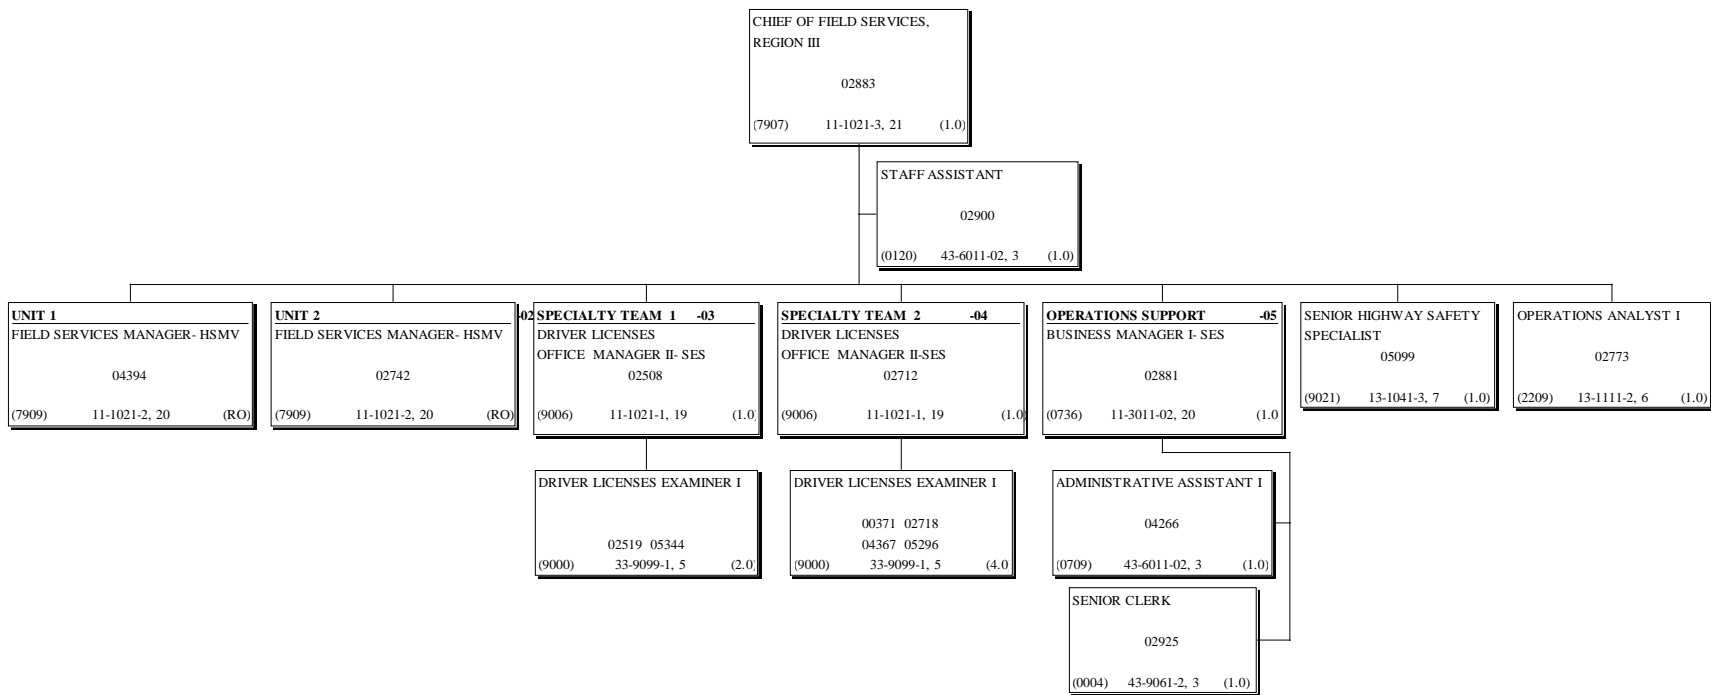 CHIEF OF FIELD SERVICES,
REGION III
02883
(7907) 11-1021-3, 21 (1.0)
STAFF ASSISTANT
02900
(0120) 43-6011-02, 3 (1.0)
UNIT 1
FIELD SERVICES MANAGER- HSMV
04394
(7909) 11-1021-2, 20 (RO)
UNIT 2 -02
FIELD SERVICES MANAGER- HSMV
02742
(7909) 11-1021-2, 20 (RO)
SPECIALTY TEAM 1 -03
DRIVER LICENSES
OFFICE MANAGER II- SES
02508
(9006) 11-1021-1, 19 (1.0)
SPECIALTY TEAM 2 -04
DRIVER LICENSES
OFFICE MANAGER II-SES
02712
(9006) 11-1021-1, 19 (1.0)
OPERATIONS SUPPORT -05
BUSINESS MANAGER I- SES
02881
(0736) 11-3011-02, 20 (1.0
SENIOR HIGHWAY SAFETY
SPECIALIST
05099
(9021) 13-1041-3, 7 (1.0)
OPERATIONS ANALYST I
02773
(2209) 13-1111-2, 6 (1.0)
DRIVER LICENSES EXAMINER I
02519 05344
(9000) 33-9099-1, 5 (2.0)
DRIVER LICENSES EXAMINER I
00371 02718
04367 05296
(9000) 33-9099-1, 5 (4.0
ADMINISTRATIVE ASSISTANT I
04266
(0709) 43-6011-02, 3 (1.0)
SENIOR CLERK
02925
(0004) 43-9061-2, 3 (1.0)